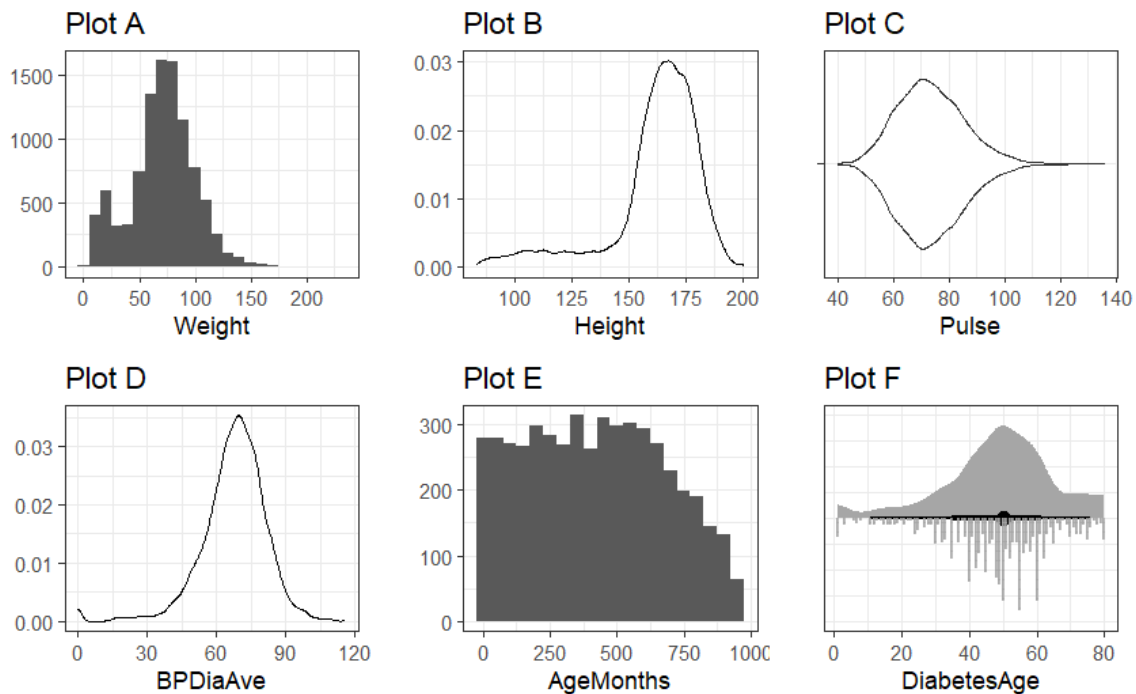 Plot A
1500
1000
500
0
0 50 100 150 200
Weight
Plot B
0.03
0.02
0.01
0.00
100 125 150 175 200
Height
Plot C
40 60 80 100 120 140
Pulse
Plot D
0.03
0.02
0.01
0.00
0 30 60 90 120
BPDiaAve
Plot E
300
200
100
0
0 250 500 750 1000
AgeMonths
Plot F
0 20 40 60 80
DiabetesAge